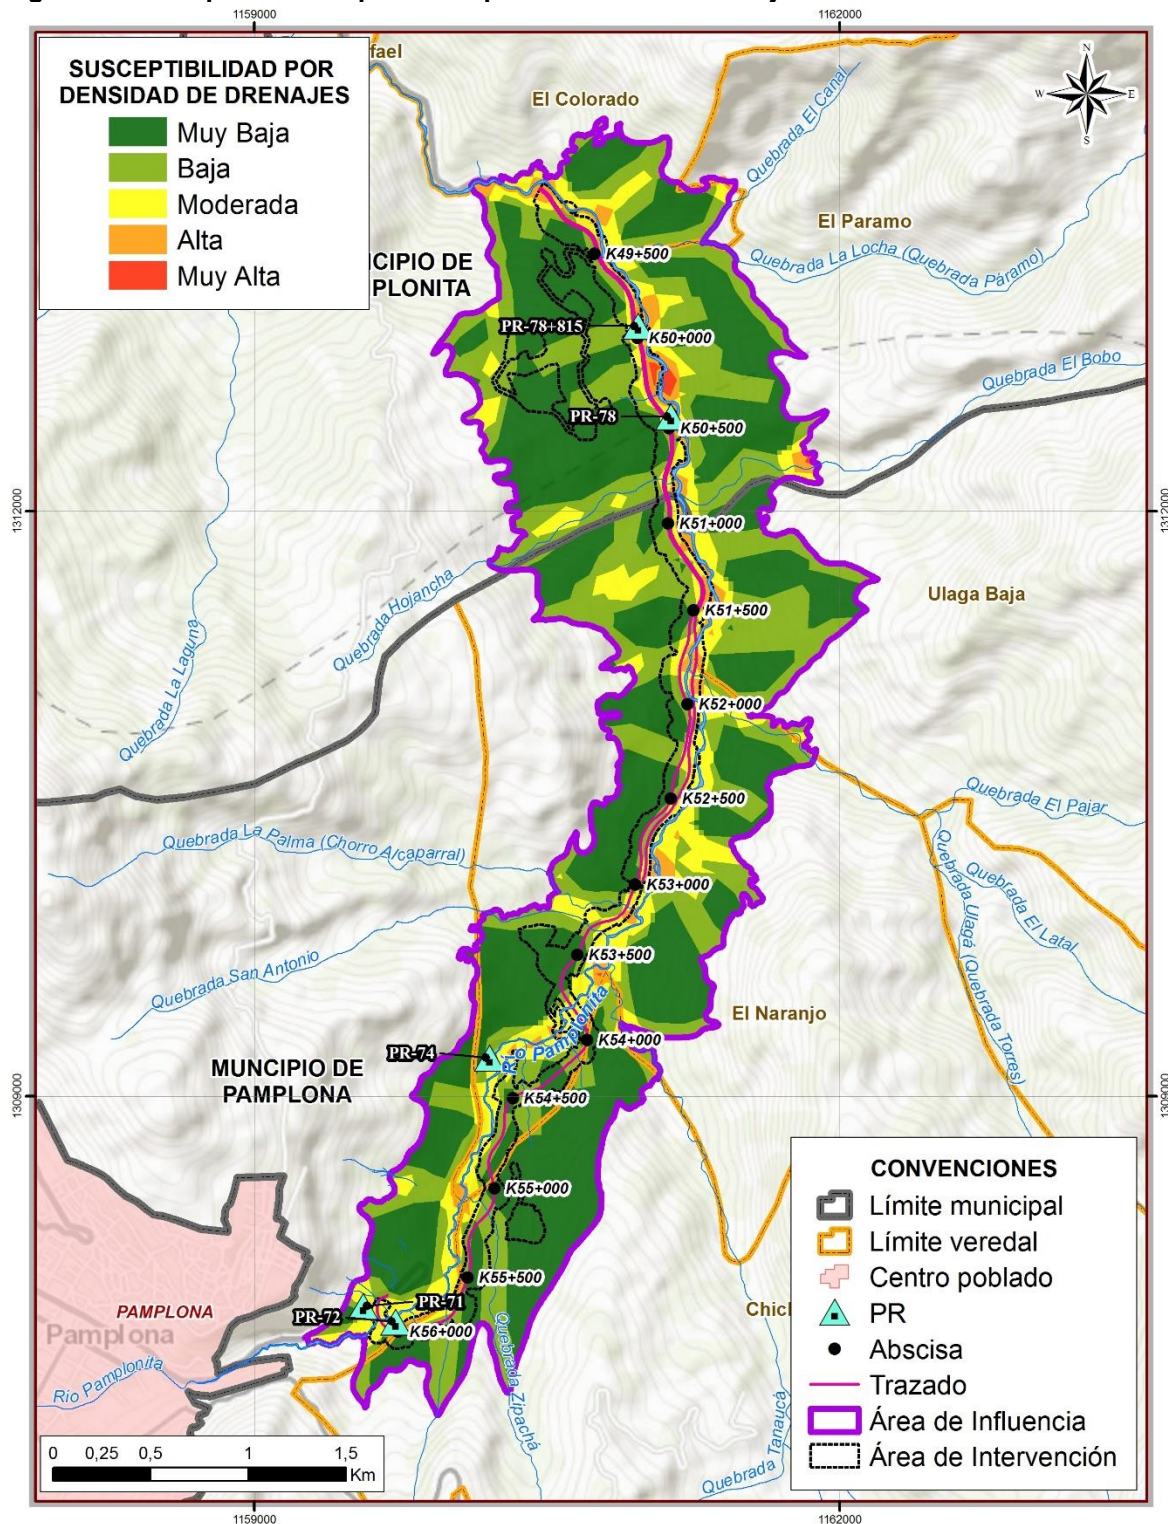 1159000
1162000
SUSCEPTIBILIDAD POR
DENSIDAD DE DRENAJES
Muy Baja
Baja
Moderada
Alta
Muy Alta
fael
El Colorado
N
W
E
S
Quebrada El Canal
El Paramo
Quebrada La Locha (Quebrada Páramo)
CIPIO DE
PLONITA
K49+500
PR-78+815
K50+000
Quebrada El Bobo
PR-78
K50+500
1312000
1312000
K51+000
Quebrada Hojancha
Ulaga Baja
K51+500
Quebrada La Laguna
K52+000
K52+500
Quebrada El Pajar
Quebrada La Palma (Chorro Alcaparral)
K53+000
Quebrada Ulagá (Quebrada Torres)
Quebrada El Latal
K53+500
Quebrada San Antonio
Río Pamplonita
El Naranjo
K54+000
PR-74
MUNCIPIO DE
PAMPLONA
1309000
1309000
K54+500
K55+000
CONVENCIONES
Límite municipal
Límite veredal
Centro poblado
PR
Abscisa
Trazado
Área de Influencia
Área de Intervención
K55+500
PAMPLONA
Pamplona
PR-71
PR-72
K56+000
Chich
Río Pamplonita
Quebrada Zipachá
Quebrada Tanaucá
0 0,25 0,5 1 1,5
Km
1159000
1162000